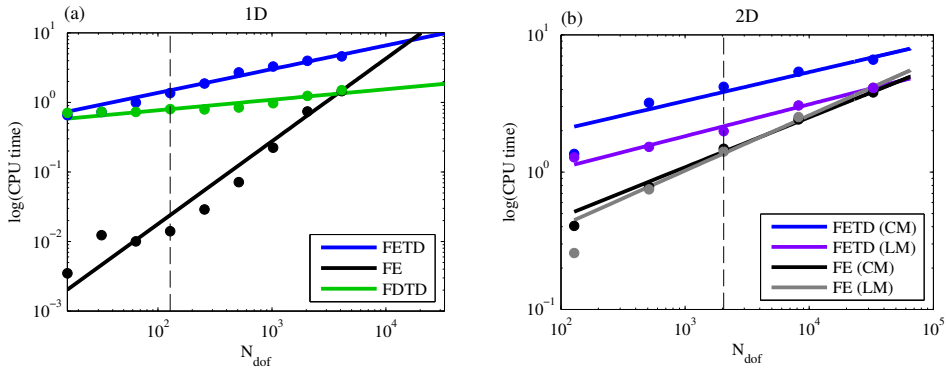 (a)
1D
log(CPU time)
10^1
10^0
10^-1
10^-2
10^-3
10^2
10^3
10^4
N_dof
FETD
FE
FDTD
(b)
2D
log(CPU time)
10^2
10^1
10^0
10^-1
10^2
10^3
10^4
10^5
N_dof
FETD (CM)
FETD (LM)
FE (CM)
FE (LM)